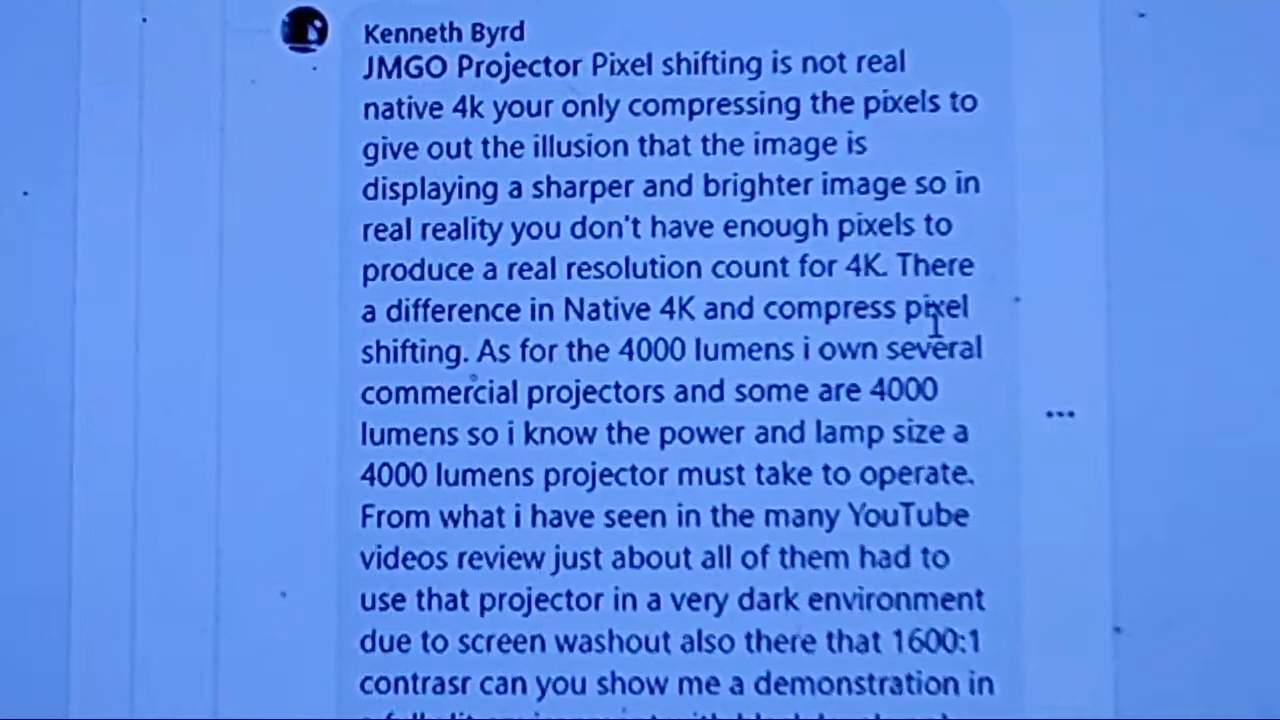 Kenneth Byrd
JMGO Projector Pixel shifting is not real
native 4k your only compressing the pixels to
give out the illusion that the image is
displaying a sharper and brighter image so in
real reality you don't have enough pixels to
produce a real resolution count for 4K. There
a difference in Native 4K and compress pixel
shifting. As for the 4000 lumens i own several
commercial projectors and some are 4000
lumens so i know the power and lamp size a
4000 lumens projector must take to operate.
From what i have seen in the many YouTube
videos review just about all of them had to
use that projector in a very dark environment
due to screen washout also there that 1600:1
contrasr can you show me a demonstration in